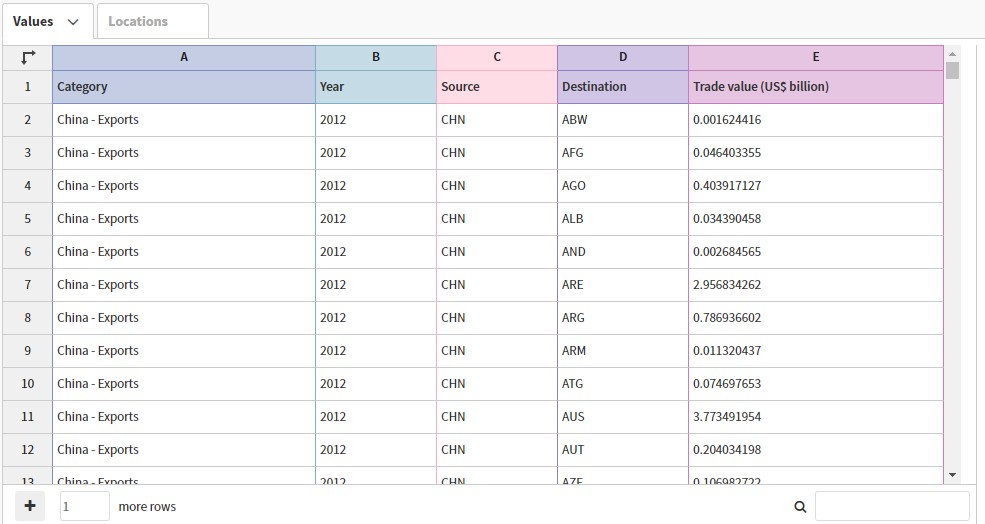 Values Locations
A B C D E
1 Category Year Source Destination Trade value (US$ billion)
2 China - Exports 2012 CHN ABW 0.001624416
3 China - Exports 2012 CHN AFG 0.046403355
4 China - Exports 2012 CHN AGO 0.403917127
5 China - Exports 2012 CHN ALB 0.034390458
6 China - Exports 2012 CHN AND 0.002684565
7 China - Exports 2012 CHN ARE 2.956834262
8 China - Exports 2012 CHN ARG 0.786936602
9 China - Exports 2012 CHN ARM 0.011320437
10 China - Exports 2012 CHN ATG 0.074697653
11 China - Exports 2012 CHN AUS 3.773491954
12 China - Exports 2012 CHN AUT 0.204034198
13 China - Exports 2012 CHN AZE 0.106982722
1 more rows